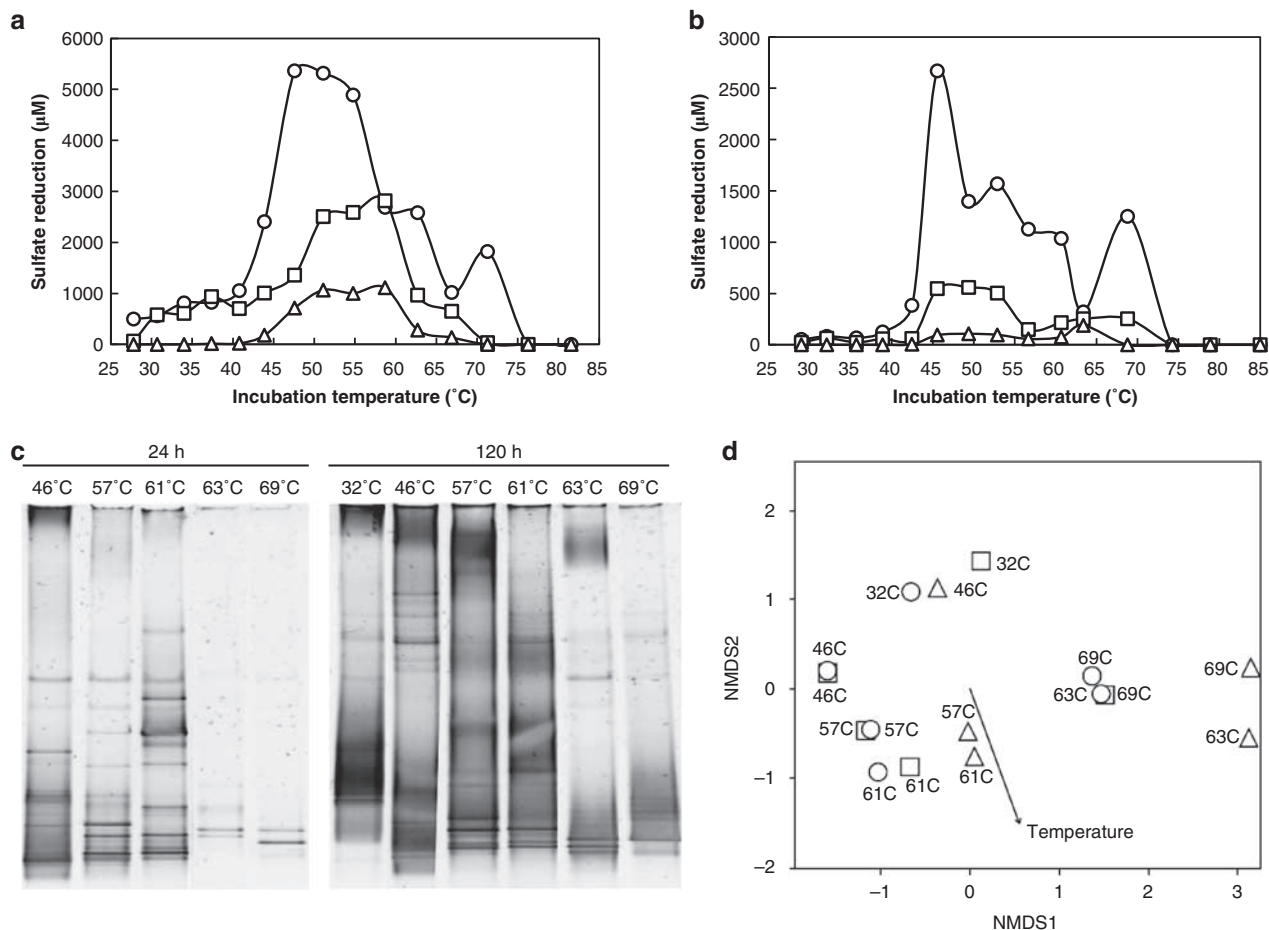 a
6000
5000
4000
3000
2000
1000
0
Sulfate reduction (µM)
25 30 35 40 45 50 55 60 65 70 75 80 85
Incubation temperature (˚C)
b
3000
2500
2000
1500
1000
500
0
Sulfate reduction (µM)
25 30 35 40 45 50 55 60 65 70 75 80 85
Incubation temperature (˚C)
c
24 h 120 h
46˚C 57˚C 61˚C 63˚C 69˚C 32˚C 46˚C 57˚C 61˚C 63˚C 69˚C
d
2
1
0
–1
–2
NMDS2
32C
32C 46C
46C
46C
69C
63C 69C
69C
63C
57C
57C 57C
61C 61C 61C
Temperature
–1 0 1 2 3
NMDS1